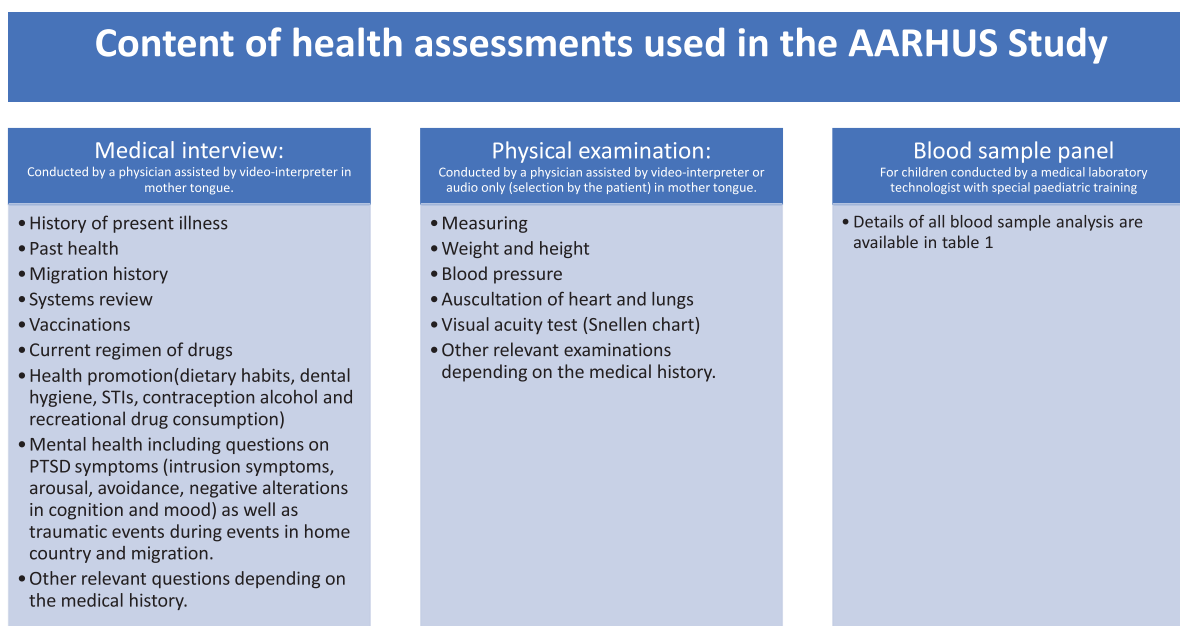 Content of health assessments used in the AARHUS Study
Medical interview:
Conducted by a physician assisted by video-interpreter in
mother tongue.
•History of present illness
•Past health
•Migration history
•Systems review
•Vaccinations
•Current regimen of drugs
•Health promotion(dietary habits, dental
hygiene, STIs, contraception alcohol and
recreational drug consumption)
•Mental health including questions on
PTSD symptoms (intrusion symptoms,
arousal, avoidance, negative alterations
in cognition and mood) as well as
traumatic events during events in home
country and migration.
•Other relevant questions depending on
the medical history.
Physical examination:
Conducted by a physician assisted by video-interpreter or
audio only (selection by the patient) in mother tongue.
•Measuring
•Weight and height
•Blood pressure
•Auscultation of heart and lungs
•Visual acuity test (Snellen chart)
•Other relevant examinations
depending on the medical history.
Blood sample panel
For children conducted by a medical laboratory
technologist with special paediatric training
•Details of all blood sample analysis are
available in table 1